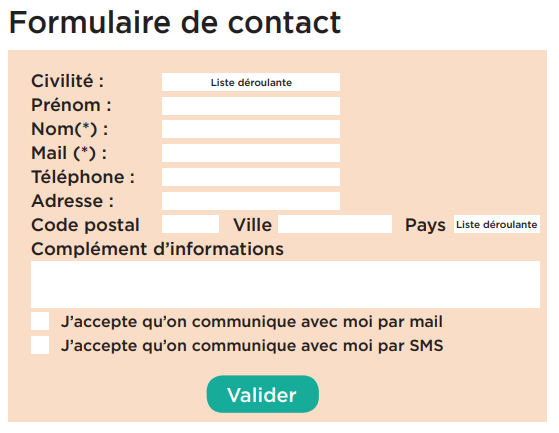 Formulaire de contact
Civilité : Liste déroulante
Prénom :
Nom(*) :
Mail (*) :
Téléphone :
Adresse :
Code postal Ville Pays Liste déroulante
Complément d'informations
J'accepte qu'on communique avec moi par mail
J'accepte qu'on communique avec moi par SMS
Valider